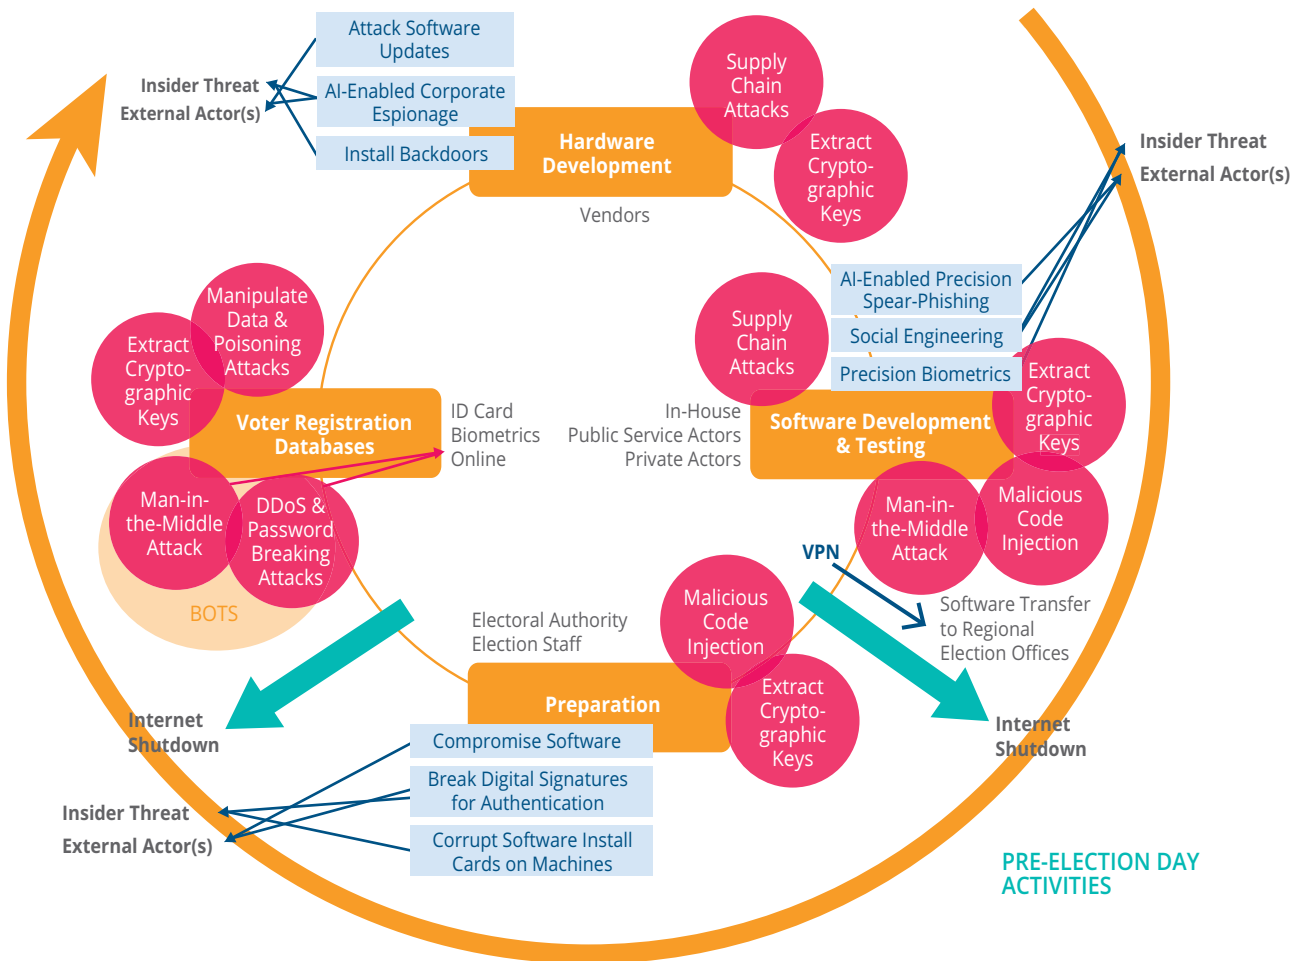 Attack Software
Updates
Insider Threat
External Actor(s)
AI-Enabled Corporate
Espionage
Install Backdoors
Hardware
Development
Vendors
Supply
Chain
Attacks
Extract
Crypto-
graphic
Keys
Insider Threat
External Actor(s)
AI-Enabled Precision
Spear-Phishing
Social Engineering
Precision Biometrics
Supply
Chain
Attacks
Extract
Crypto-
graphic
Keys
In-House
Public Service Actors
Private Actors
Software Development
& Testing
Man-in-
the-Middle
Attack
Malicious
Code
Injection
VPN
Software Transfer
to Regional
Election Offices
Internet
Shutdown
Manipulate
Data &
Poisoning
Attacks
Extract
Crypto-
graphic
Keys
Voter Registration
Databases
ID Card
Biometrics
Online
Man-in-
the-Middle
Attack
DDoS &
Password
Breaking
Attacks
BOTS
Internet
Shutdown
Electoral Authority
Election Staff
Malicious
Code
Injection
Extract
Crypto-
graphic
Keys
Preparation
Compromise Software
Break Digital Signatures
for Authentication
Corrupt Software Install
Cards on Machines
Insider Threat
External Actor(s)
PRE-ELECTION DAY
ACTIVITIES